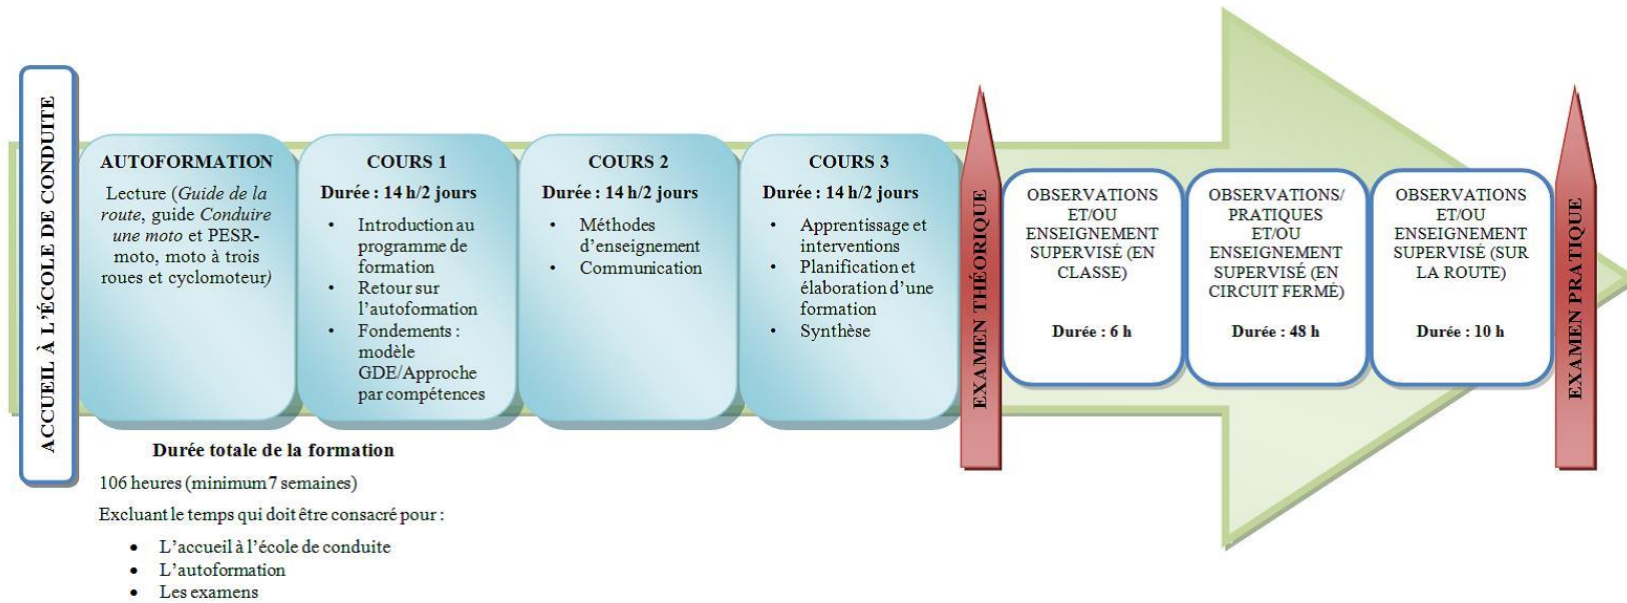 ACCUEIL À L'ÉCOLE DE CONDUITE
AUTOFORMATION
Lecture (Guide de la
route, guide Conduire
une moto et PESR-
moto, moto à trois
roues et cyclomoteur)
COURS 1
Durée : 14 h/2 jours
• Introduction au
programme de
formation
• Retour sur
l'autoformation
• Fondements :
modèle
GDE/Approche
par compétences
COURS 2
Durée : 14 h/2 jours
• Méthodes
d'enseignement
• Communication
COURS 3
Durée : 14 h/2 jours
• Apprentissage et
interventions
• Planification et
élaboration d'une
formation
• Synthèse
EXAMEN THÉORIQUE
OBSERVATIONS
ET/OU
ENSEIGNEMENT
SUPERVISÉ (EN
CLASSE)
Durée : 6 h
OBSERVATIONS/
PRATIQUES
ET/OU
ENSEIGNEMENT
SUPERVISÉ (EN
CIRCUIT FERMÉ)
Durée : 48 h
OBSERVATIONS
ET/OU
ENSEIGNEMENT
SUPERVISÉ (SUR
LA ROUTE)
Durée : 10 h
EXAMEN PRATIQUE
Durée totale de la formation
106 heures (minimum 7 semaines)
Excluant le temps qui doit être consacré pour :
• L'accueil à l'école de conduite
• L'autoformation
• Les examens